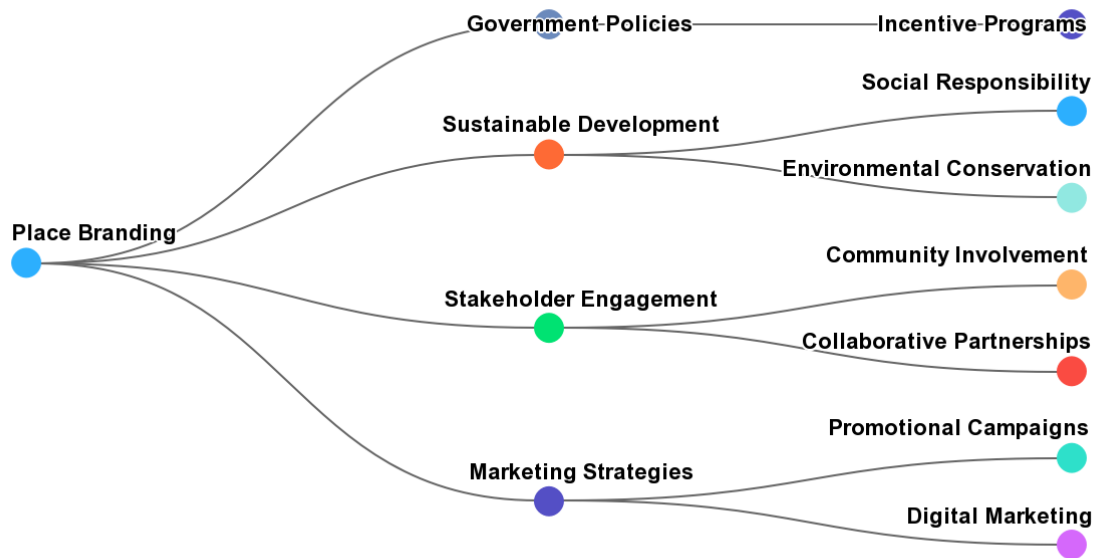 Government Policies
Incentive Programs
Social Responsibility
Sustainable Development
Environmental Conservation
Place Branding
Community Involvement
Stakeholder Engagement
Collaborative Partnerships
Promotional Campaigns
Marketing Strategies
Digital Marketing